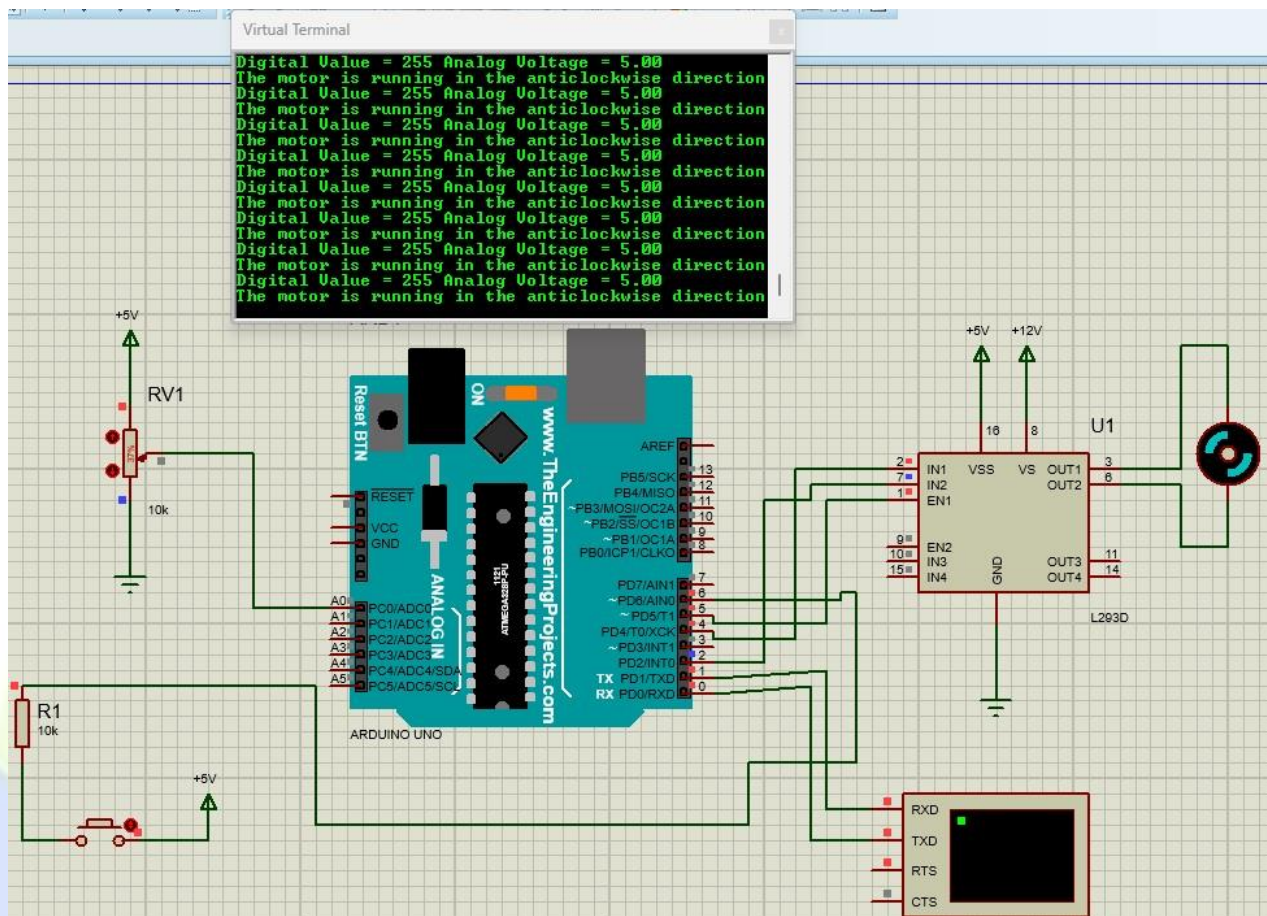 Virtual Terminal
Digital Value = 255 Analog Voltage = 5.00
The motor is running in the anticlockwise direction
Digital Value = 255 Analog Voltage = 5.00
The motor is running in the anticlockwise direction
Digital Value = 255 Analog Voltage = 5.00
The motor is running in the anticlockwise direction
Digital Value = 255 Analog Voltage = 5.00
The motor is running in the anticlockwise direction
Digital Value = 255 Analog Voltage = 5.00
The motor is running in the anticlockwise direction
Digital Value = 255 Analog Voltage = 5.00
The motor is running in the anticlockwise direction
Digital Value = 255 Analog Voltage = 5.00
The motor is running in the anticlockwise direction
Digital Value = 255 Analog Voltage = 5.00
The motor is running in the anticlockwise direction
+5V
RV1
10k
Reset BTN
ON
www.TheEngineeringProjects.com
RESET
VCC
GND
ANALOG IN
1121
ATMEGA328P-PU
A0 PC0/ADC0
A1 PC1/ADC1
A2 PC2/ADC2
A3 PC3/ADC3
A4 PC4/ADC4/SDA
A5 PC5/ADC5/SCL
AREF
PB5/SCK 13
PB4/MISO 12
~PB3/MOSI/OC2A 11
~PB2/SS/OC1B 10
~PB1/OC1A 9
PB0/ICP1/CLKO 8
PD7/AIN1 7
~PD6/AIN0 6
~PD5/T1 5
PD4/T0/XCK 4
~PD3/INT1 3
PD2/INT0 2
TX PD1/TXD 1
RX PD0/RXD 0
ARDUINO UNO
+5V +12V
16 8
U1
2 IN1 VSS VS OUT1 3
7 IN2 OUT2 6
1 EN1
9 EN2
10 IN3 OUT3 11
15 IN4 GND OUT4 14
L293D
R1
10k
+5V
RXD
TXD
RTS
CTS